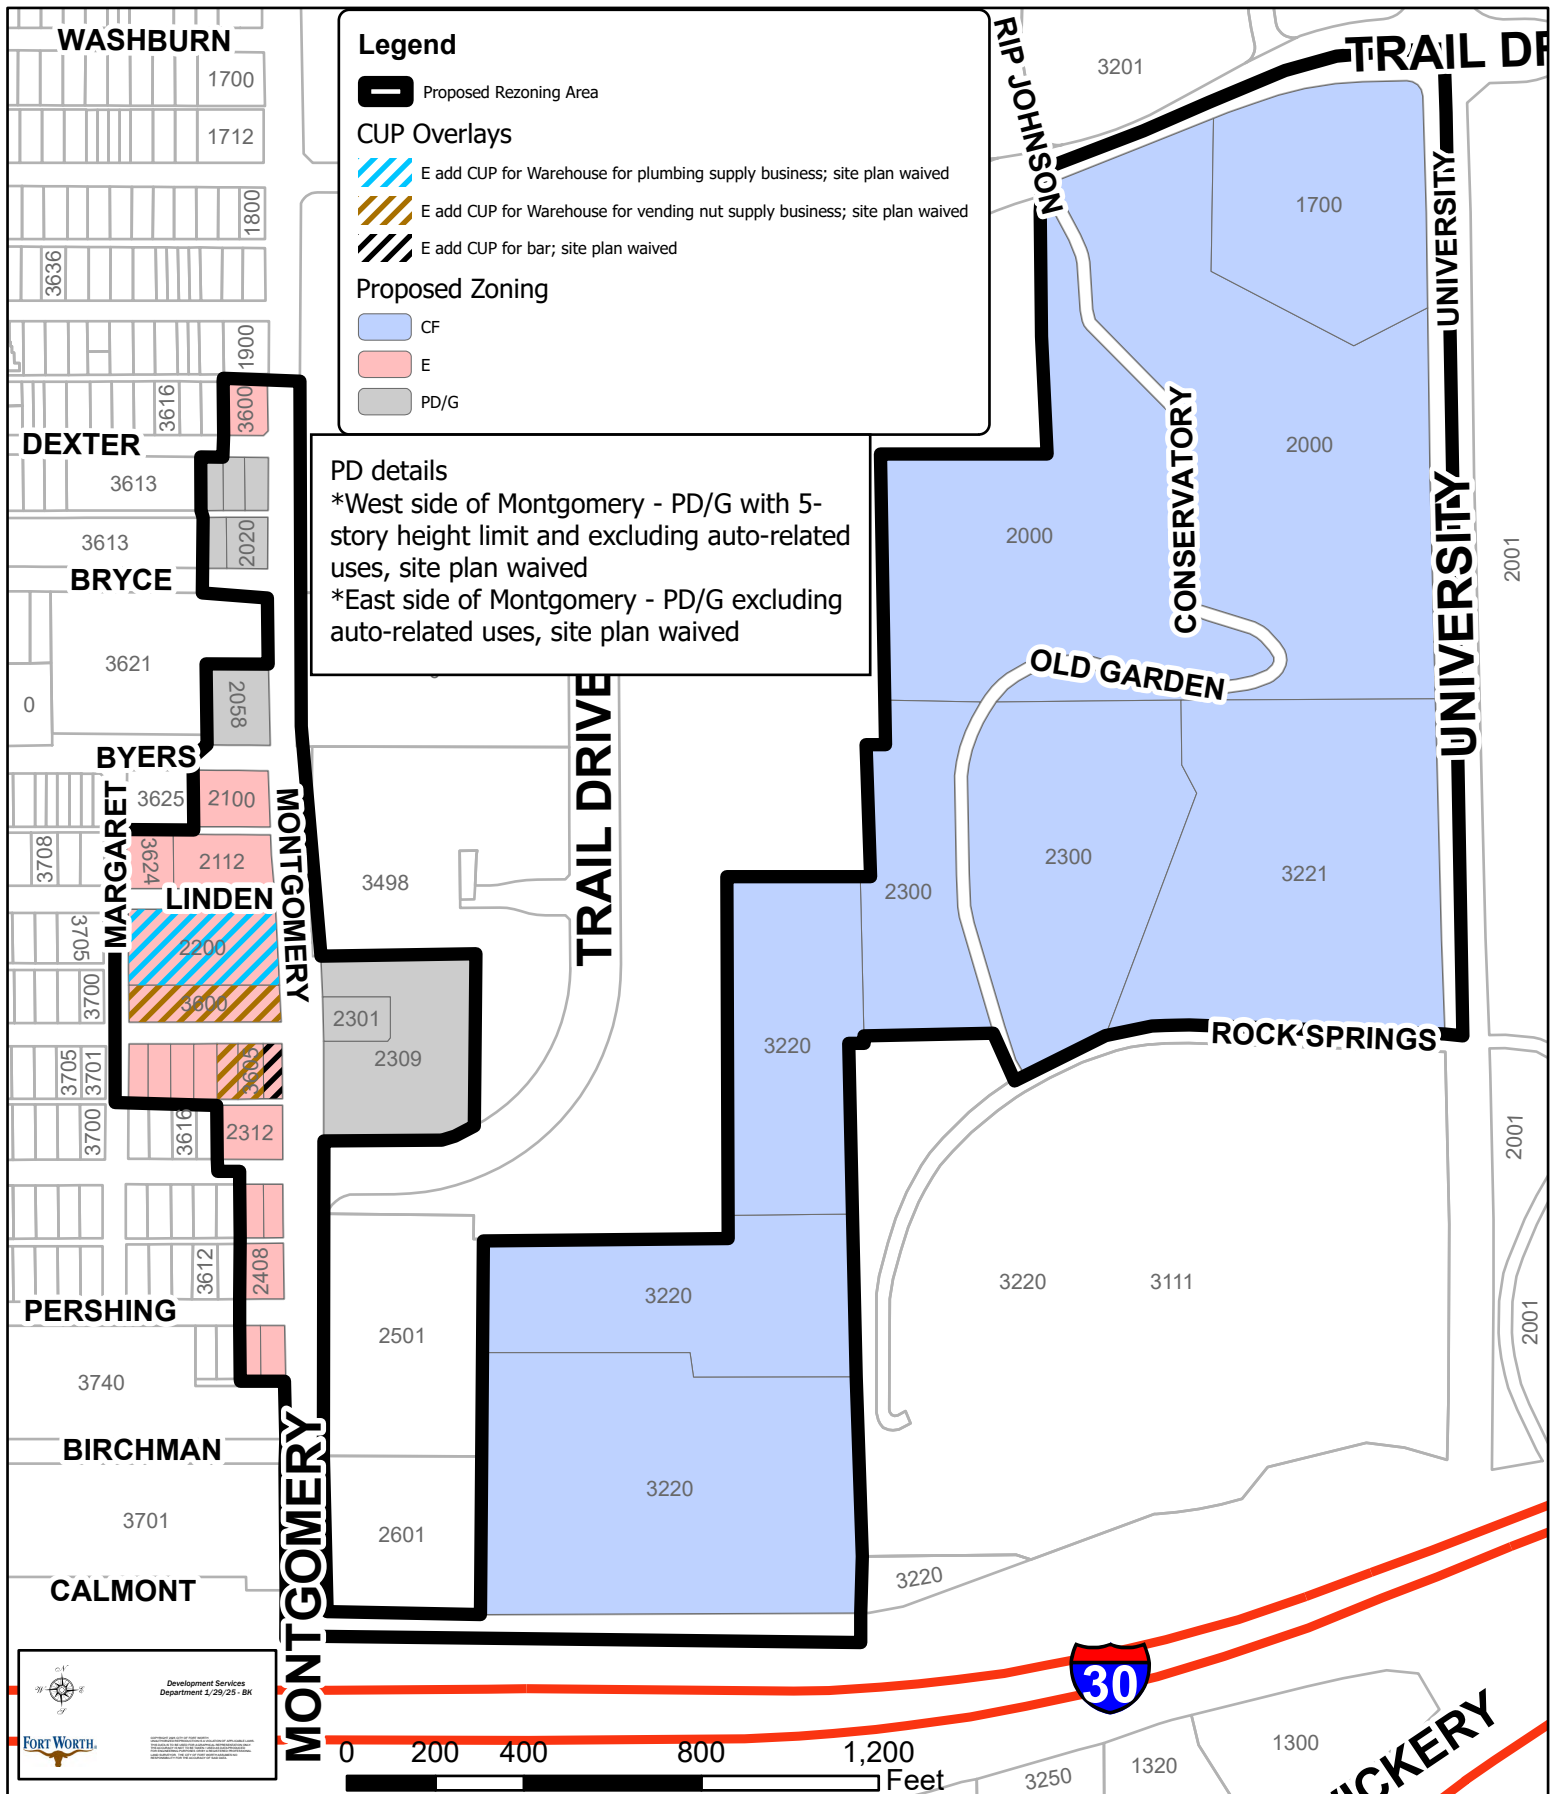 WASHBURN
1700
1712
1800
3636
1900
3616
3600
DEXTER
3613
3613
2020
BRYCE
3621
0
2058
BYERS
3625
2100
MARGARET
3708
3624
2112
MONTGOMERY
LINDEN
3705
2200
3700
3600
3705
3701
3605
3700
3616
2312
3612
2408
PERSHING
3740
BIRCHMAN
3701
CALMONT
MONTGOMERY
Legend
Proposed Rezoning Area
CUP Overlays
E add CUP for Warehouse for plumbing supply business; site plan waived
E add CUP for Warehouse for vending nut supply business; site plan waived
E add CUP for bar; site plan waived
Proposed Zoning
CF
E
PD/G
PD details
*West side of Montgomery - PD/G with 5-
story height limit and excluding auto-related
uses, site plan waived
*East side of Montgomery - PD/G excluding
auto-related uses, site plan waived
TRAIL DRIVE
3498
2301
2309
2501
2601
RIP JOHNSON
3201
TRAIL DR
1700
UNIVERSITY
CONSERVATORY
2000
2000
UNIVERSITY
2001
OLD GARDEN
2300
2300
3221
3220
ROCK SPRINGS
2001
3220
3220
3111
2001
3220
3220
30
VICKERY
1300
1320
3250
N
W
E
S
Development Services
Department 1/29/25 - BK
FORT WORTH
0 200 400 800 1,200
Feet